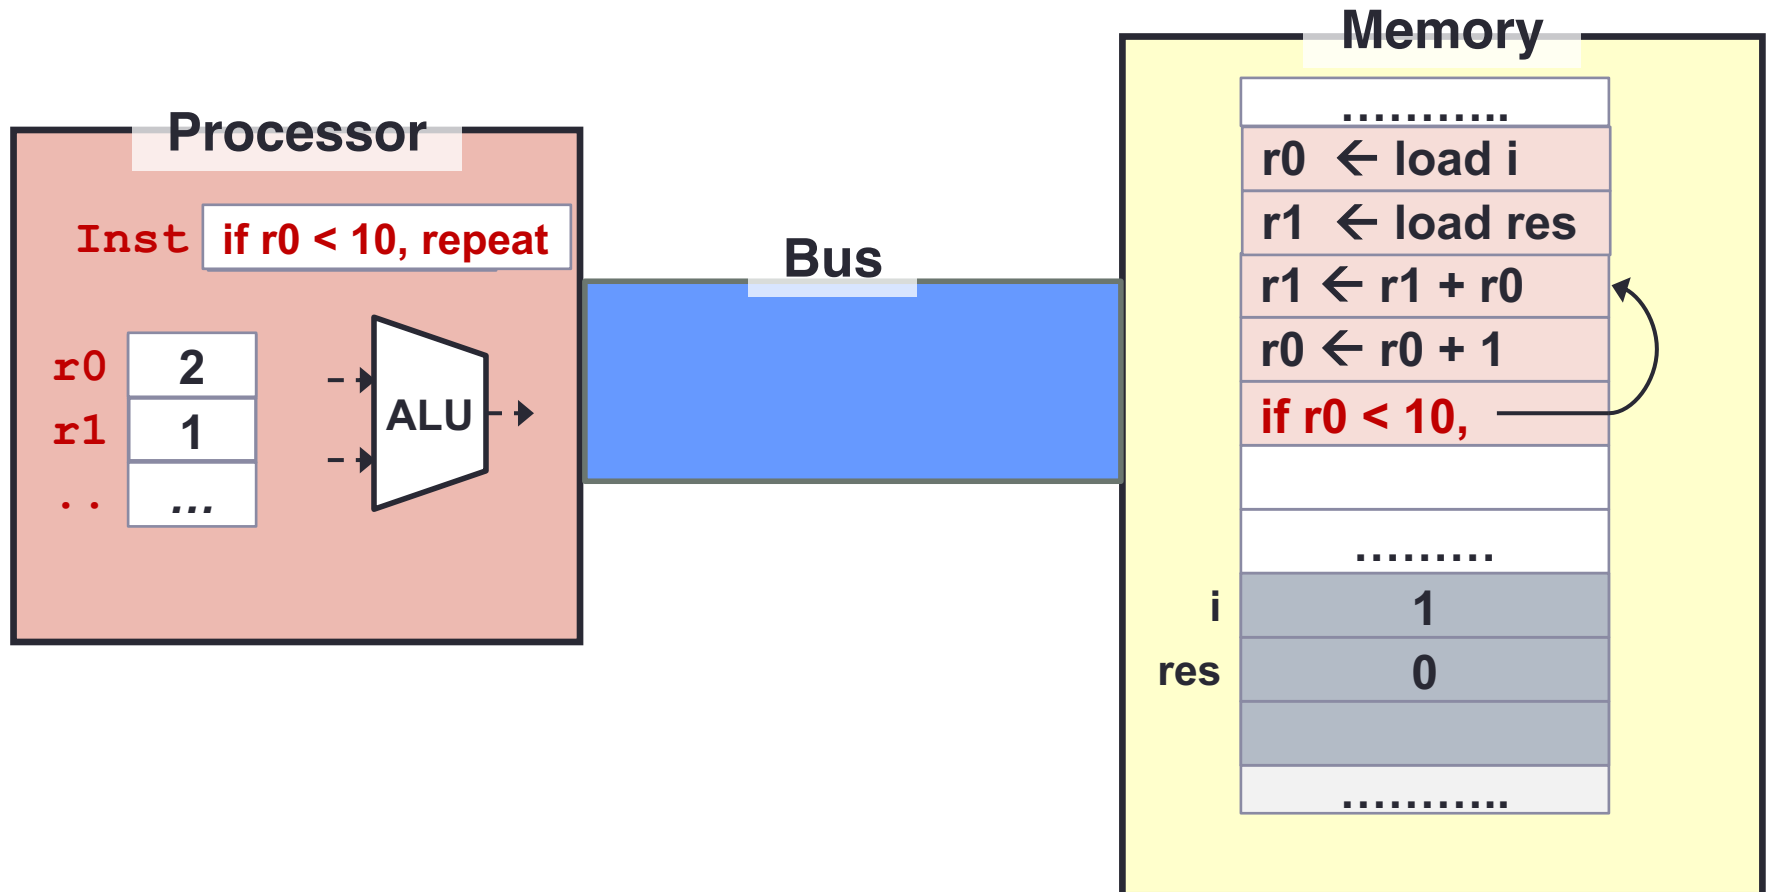 Processor
Inst if r0 < 10, repeat
r0 2
r1 1
.. ...
ALU
Bus
Memory
………..
r0 ← load i
r1 ← load res
r1 ← r1 + r0
r0 ← r0 + 1
if r0 < 10,
………
i 1
res 0
………..